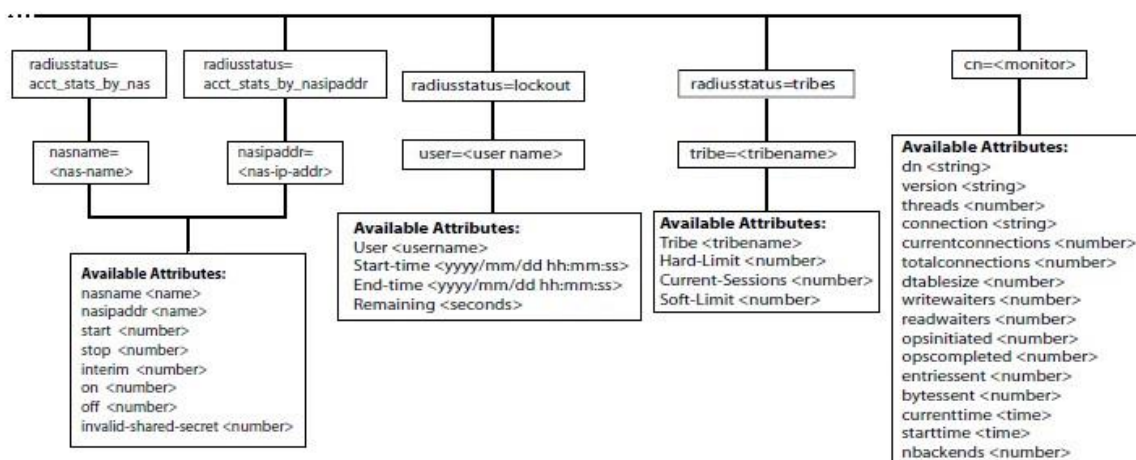 radiusstatus=
acct_stats_by_nas
radiusstatus=
acct_stats_by_nasipaddr
radiusstatus=lockout
radiusstatus=tribes
cn=<monitor>
nasname=
<nas-name>
nasipaddr=
<nas-ip-addr>
user=<user name>
tribe=<tribename>
Available Attributes:
nasname <name>
nasipaddr <name>
start <number>
stop <number>
interim <number>
on <number>
off <number>
invalid-shared-secret <number>
Available Attributes:
User <username>
Start-time <yyyy/mm/dd hh:mm:ss>
End-time <yyyy/mm/dd hh:mm:ss>
Remaining <seconds>
Available Attributes:
Tribe <tribename>
Hard-Limit <number>
Current-Sessions <number>
Soft-Limit <number>
Available Attributes:
dn <string>
version <string>
threads <number>
connection <string>
currentconnections <number>
totalconnections <number>
dtablesize <number>
writewaiters <number>
readwaiters <number>
opsinitiated <number>
opscompleted <number>
entriessent <number>
bytessent <number>
currenttime <time>
starttime <time>
nbackends <number>